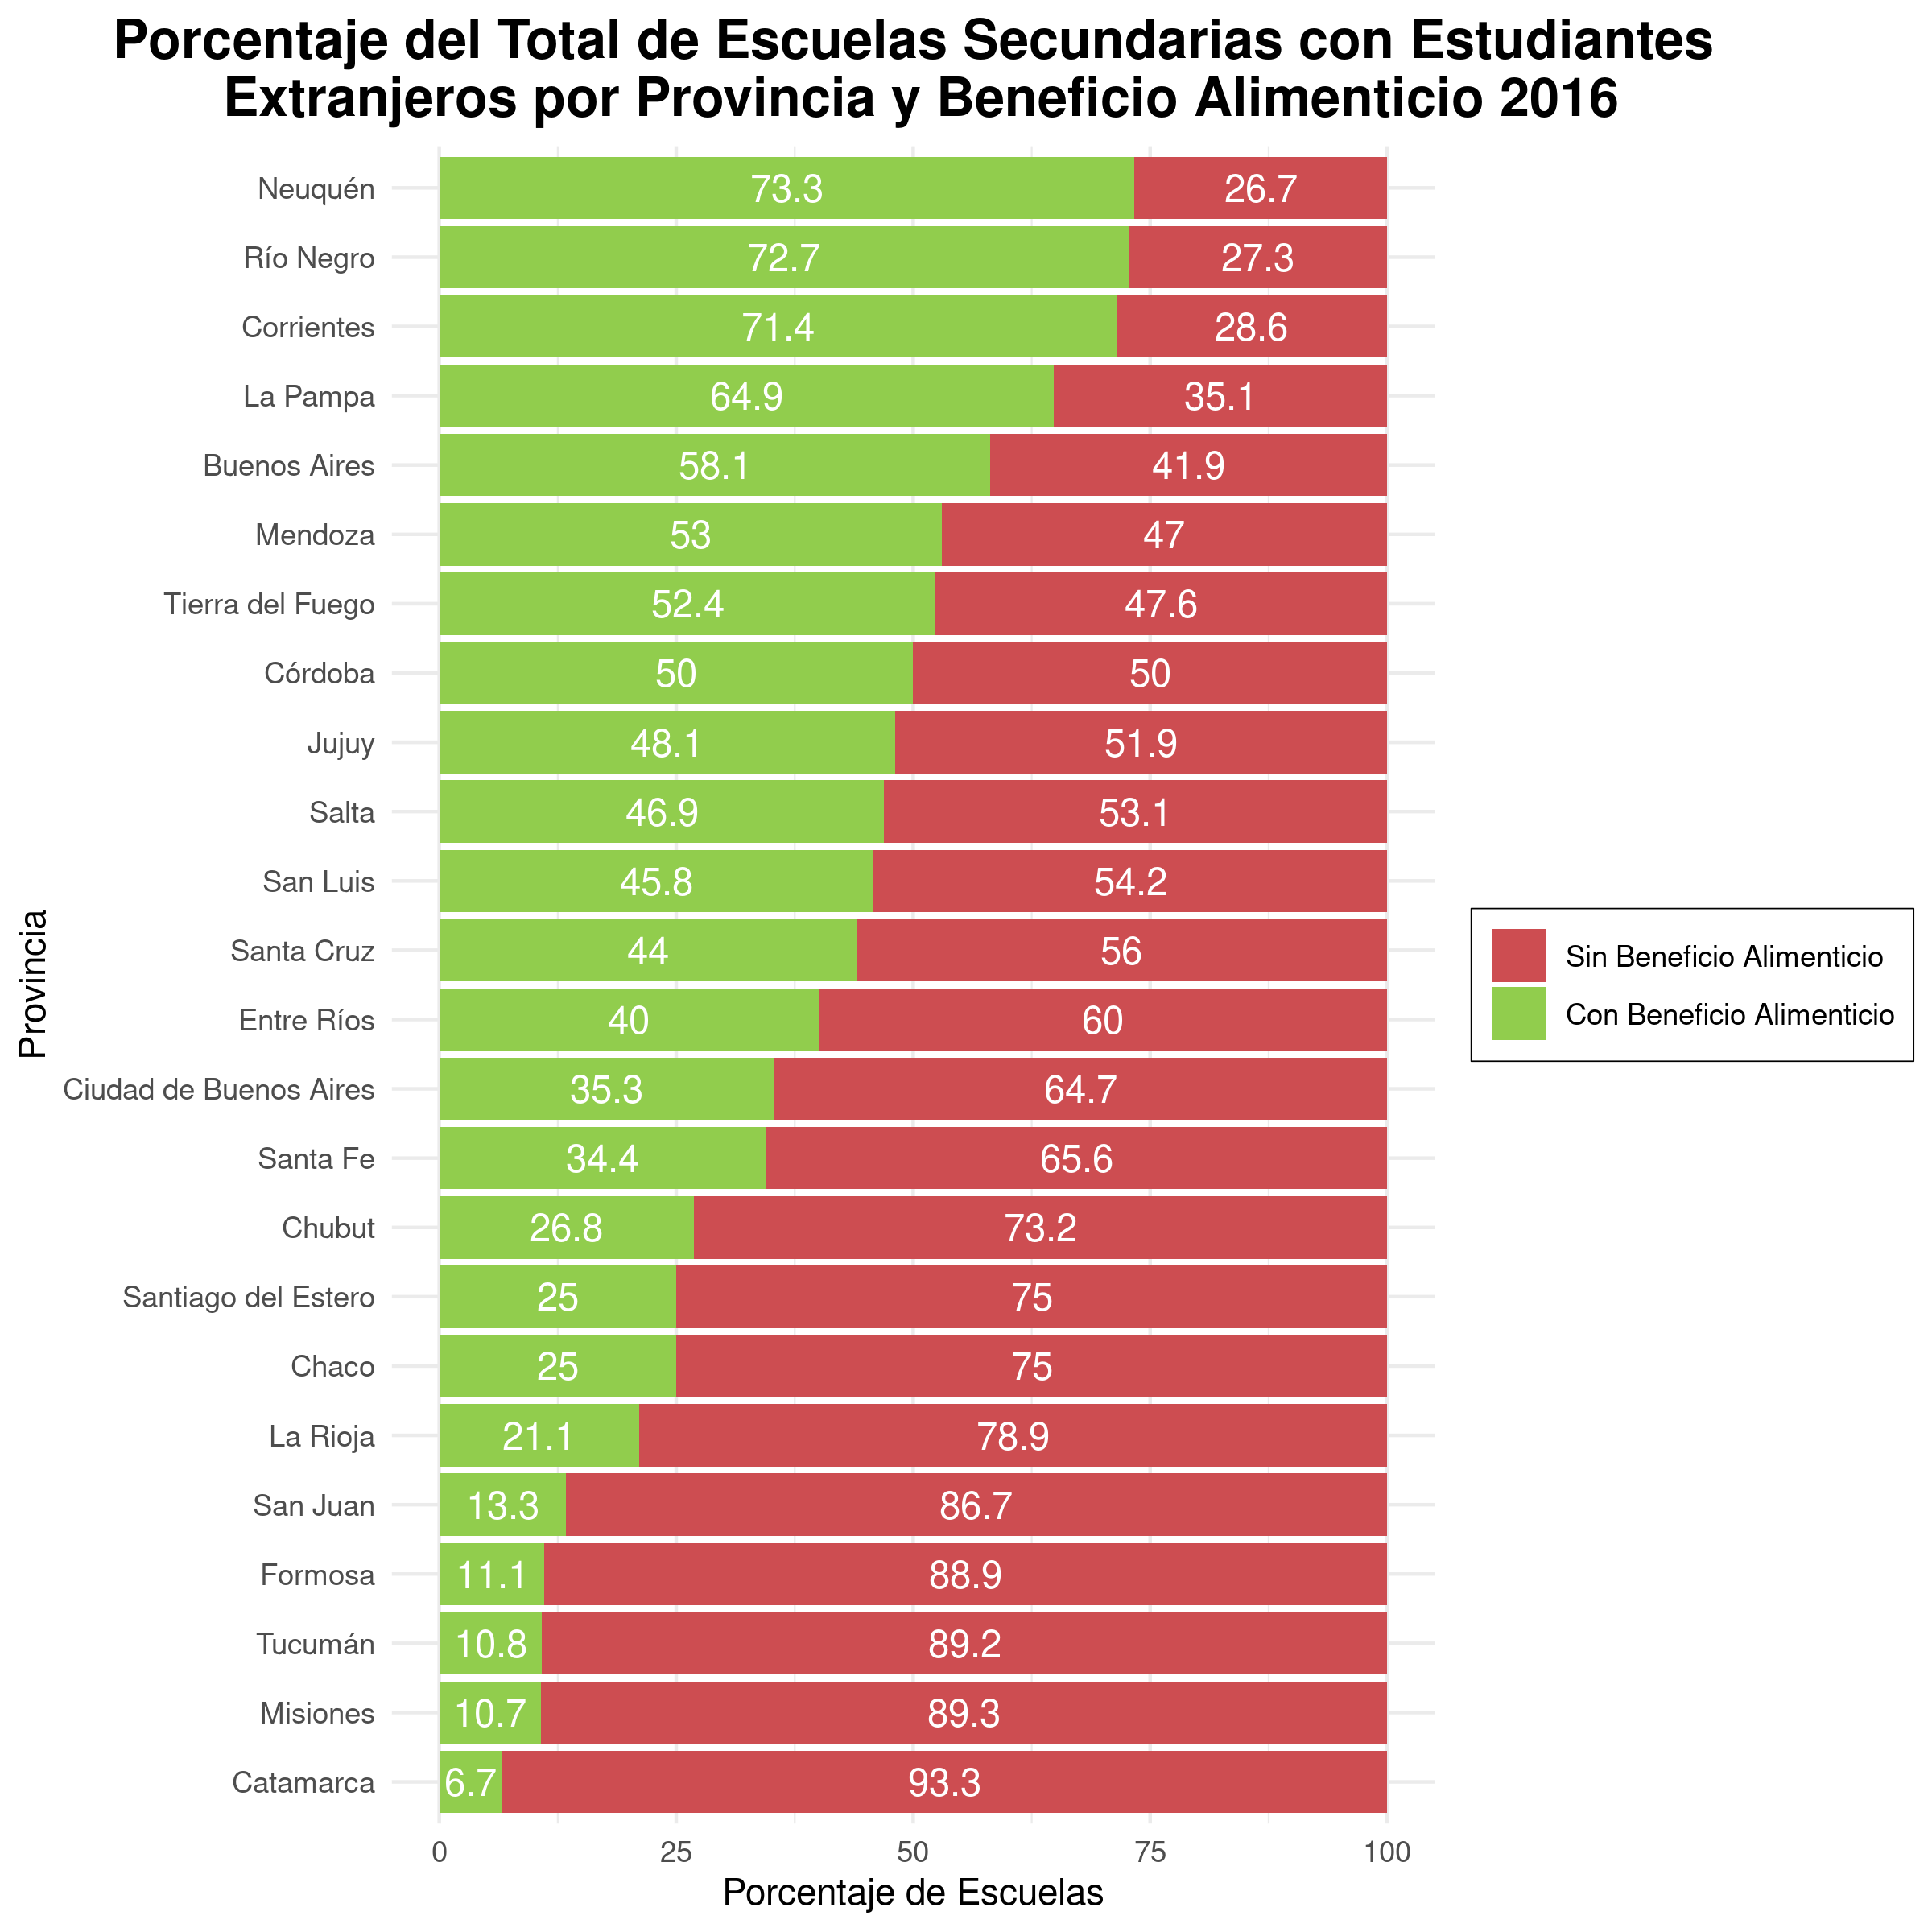 Porcentaje del Total de Escuelas Secundarias con Estudiantes
Extranjeros por Provincia y Beneficio Alimenticio 2016
Neuquén 73.3 26.7
Río Negro 72.7 27.3
Corrientes 71.4 28.6
La Pampa 64.9 35.1
Buenos Aires 58.1 41.9
Mendoza 53 47
Tierra del Fuego 52.4 47.6
Córdoba 50 50
Jujuy 48.1 51.9
Salta 46.9 53.1
San Luis 45.8 54.2
Santa Cruz 44 56
Entre Ríos 40 60
Ciudad de Buenos Aires 35.3 64.7
Santa Fe 34.4 65.6
Chubut 26.8 73.2
Santiago del Estero 25 75
Chaco 25 75
La Rioja 21.1 78.9
San Juan 13.3 86.7
Formosa 11.1 88.9
Tucumán 10.8 89.2
Misiones 10.7 89.3
Catamarca 6.7 93.3
0 25 50 75 100
Porcentaje de Escuelas
Provincia
Sin Beneficio Alimenticio
Con Beneficio Alimenticio